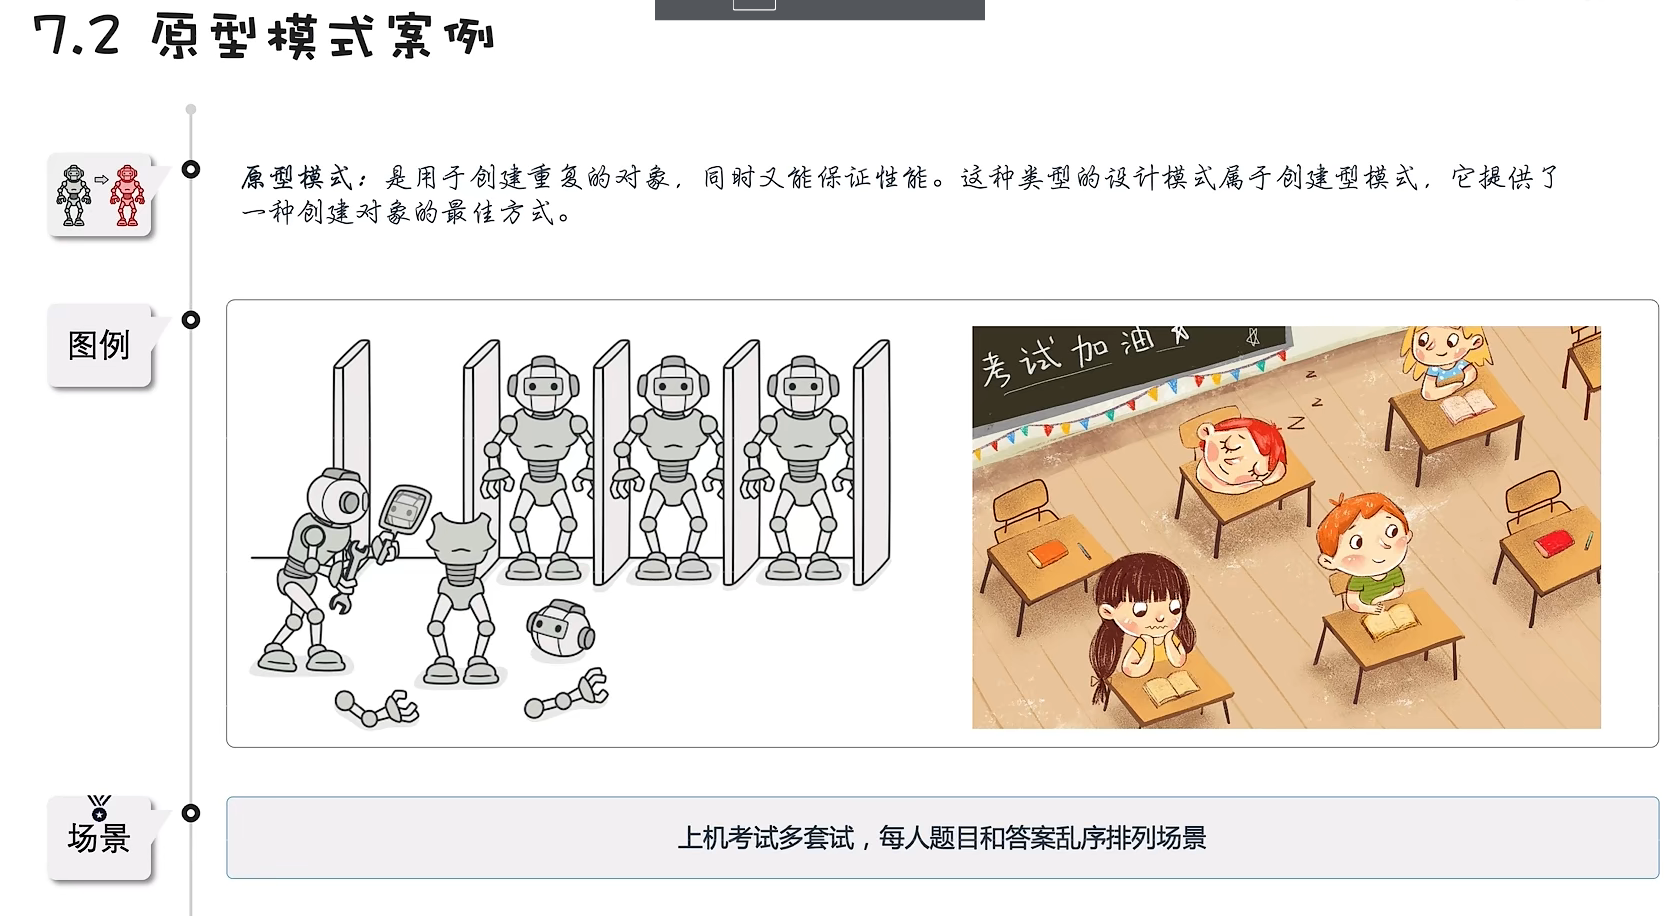 7.2 原型模式案例
原型模式：是用于创建重复的对象，同时又能保证性能。这种类型的设计模式属于创建型模式，它提供了
一种创建对象的最佳方式。
图例
考试加油
z
z
z
场景
上机考试多套试，每人题目和答案乱序排列场景